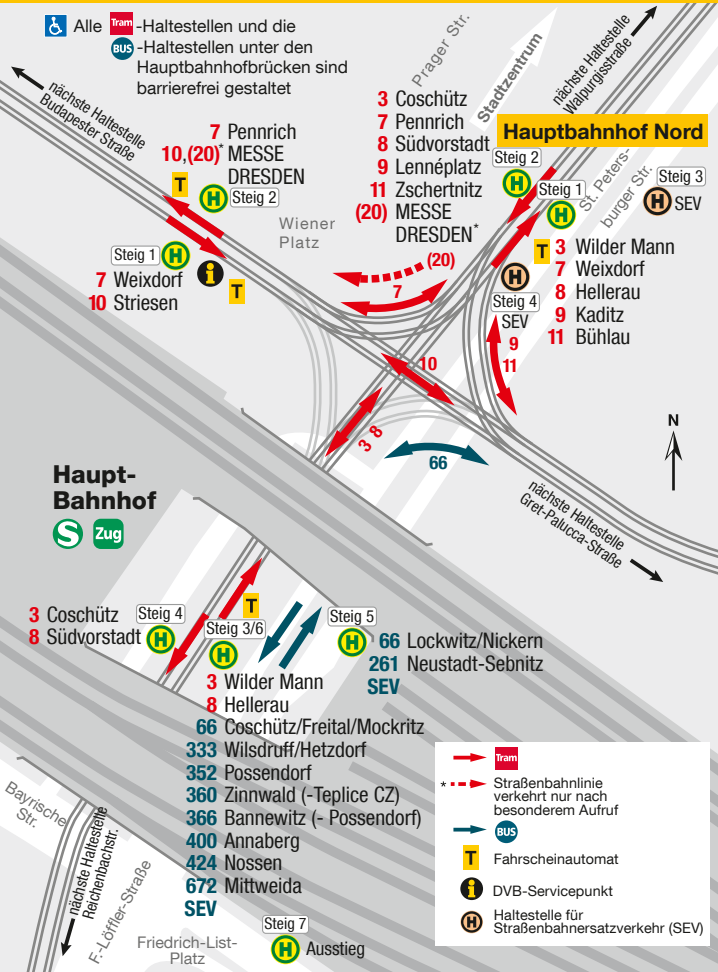 Alle Tram -Haltestellen und die
BUS -Haltestellen unter den
Hauptbahnhofbrücken sind
barrierefrei gestaltet
Prager Str.
Stadtzentrum
nächste Haltestelle
Walpurgisstraße
nächste Haltestelle
Budapester Straße
7 Pennrich
10,(20)* MESSE
DRESDEN
T
H
Steig 2
Steig 1
H
i
T
7 Weixdorf
10 Striesen
Wiener
Platz
3 Coschütz
7 Pennrich
8 Südvorstadt
9 Lennéplatz
11 Zschertnitz
(20) MESSE
DRESDEN*
Hauptbahnhof Nord
Steig 2
H
Steig 1
H
St. Peters-
burger Str.
Steig 3
H SEV
T
H
Steig 4
SEV
3 Wilder Mann
7 Weixdorf
8 Hellerau
9 Kaditz
11 Bühlau
(20)
7
9
11
10
3 8
66
N
nächste Haltestelle
Gret-Palucca-Straße
Haupt-
Bahnhof
S Zug
3 Coschütz
8 Südvorstadt
Steig 4
H
T
Steig 3/6
H
Steig 5
H
66 Lockwitz/Nickern
261 Neustadt-Sebnitz
SEV
3 Wilder Mann
8 Hellerau
66 Coschütz/Freital/Mockritz
333 Wilsdruff/Hetzdorf
352 Possendorf
360 Zinnwald (-Teplice CZ)
366 Bannewitz (- Possendorf)
400 Annaberg
424 Nossen
672 Mittweida
SEV
Bayrische
Str.
nächste Haltestelle
Reichenbachstr.
F.-Löffler-Straße
Friedrich-List-
Platz
Steig 7
H Ausstieg
Tram
* Straßenbahnlinie
verkehrt nur nach
besonderem Aufruf
BUS
T Fahrscheinautomat
i DVB-Servicepunkt
H Haltestelle für
Straßenbahnersatzverkehr (SEV)